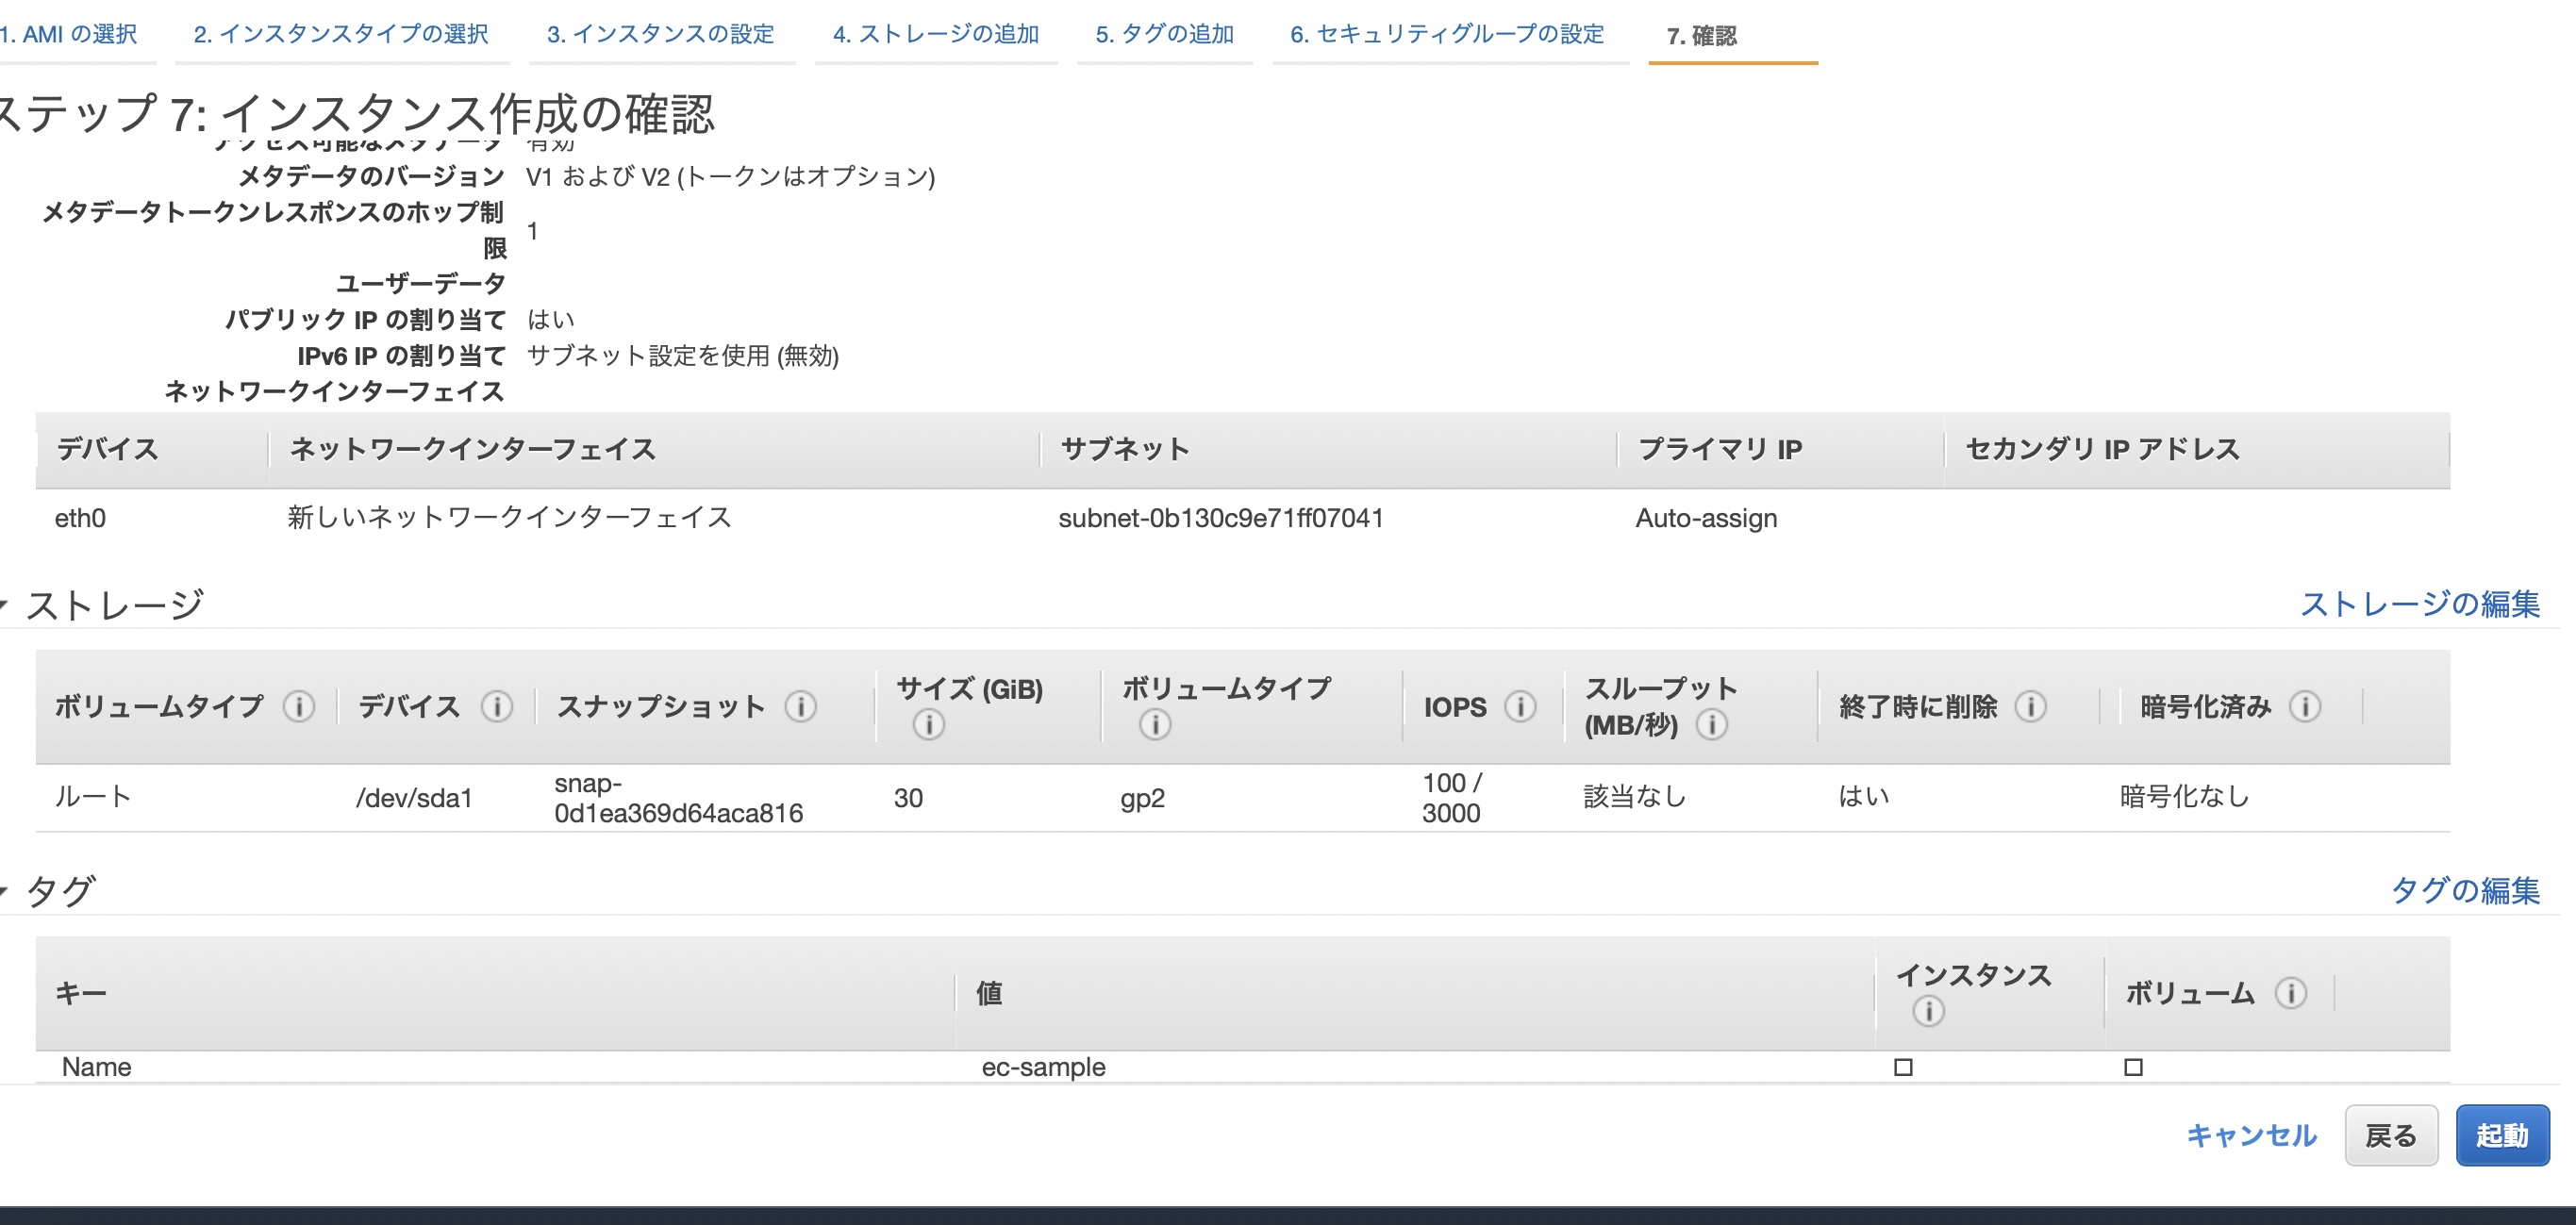 1. AMI の選択 2. インスタンスタイプの選択 3. インスタンスの設定 4. ストレージの追加 5. タグの追加 6. セキュリティグループの設定 7. 確認
ステップ 7: インスタンス作成の確認
アクセス可能なメタデータ 有効
メタデータのバージョン V1 および V2 (トークンはオプション)
メタデータトークンレスポンスのホップ制
限 1
ユーザーデータ
パブリック IP の割り当て はい
IPv6 IP の割り当て サブネット設定を使用 (無効)
ネットワークインターフェイス
デバイス ネットワークインターフェイス サブネット プライマリ IP セカンダリ IP アドレス
eth0 新しいネットワークインターフェイス subnet-0b130c9e71ff07041 Auto-assign
ストレージ ストレージの編集
ボリュームタイプ デバイス スナップショット サイズ (GiB) ボリュームタイプ IOPS スループット
(MB/秒) 終了時に削除 暗号化済み
ルート /dev/sda1 snap-
0d1ea369d64aca816 30 gp2 100 /
3000 該当なし はい 暗号化なし
タグ タグの編集
キー 値 インスタンス ボリューム
Name ec-sample
キャンセル 戻る 起動